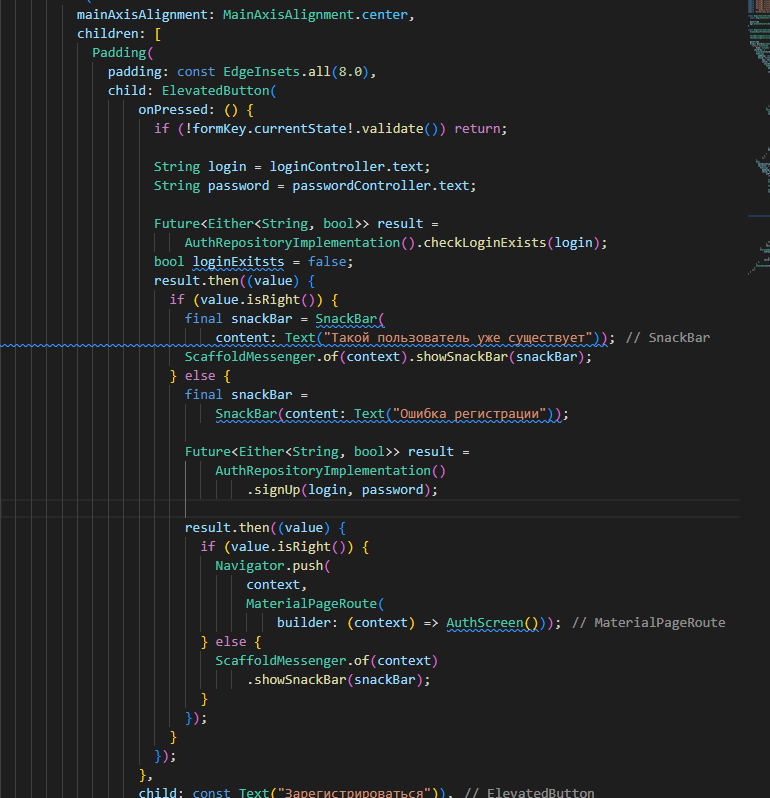 mainAxisAlignment: MainAxisAlignment.center,
children: [
Padding(
padding: const EdgeInsets.all(8.0),
child: ElevatedButton(
onPressed: () {
if (!formKey.currentState!.validate()) return;
String login = loginController.text;
String password = passwordController.text;
Future<Either<String, bool>> result =
AuthRepositoryImplementation().checkLoginExists(login);
bool loginExitsts = false;
result.then((value) {
if (value.isRight()) {
final snackBar = SnackBar(
content: Text("Такой пользователь уже существует")); // SnackBar
ScaffoldMessenger.of(context).showSnackBar(snackBar);
} else {
final snackBar =
SnackBar(content: Text("Ошибка регистрации"));
Future<Either<String, bool>> result =
AuthRepositoryImplementation()
.signUp(login, password);
result.then((value) {
if (value.isRight()) {
Navigator.push(
context,
MaterialPageRoute(
builder: (context) => AuthScreen())); // MaterialPageRoute
} else {
ScaffoldMessenger.of(context)
.showSnackBar(snackBar);
}
});
}
});
},
child: const Text("Зарегистрироваться")), // ElevatedButton